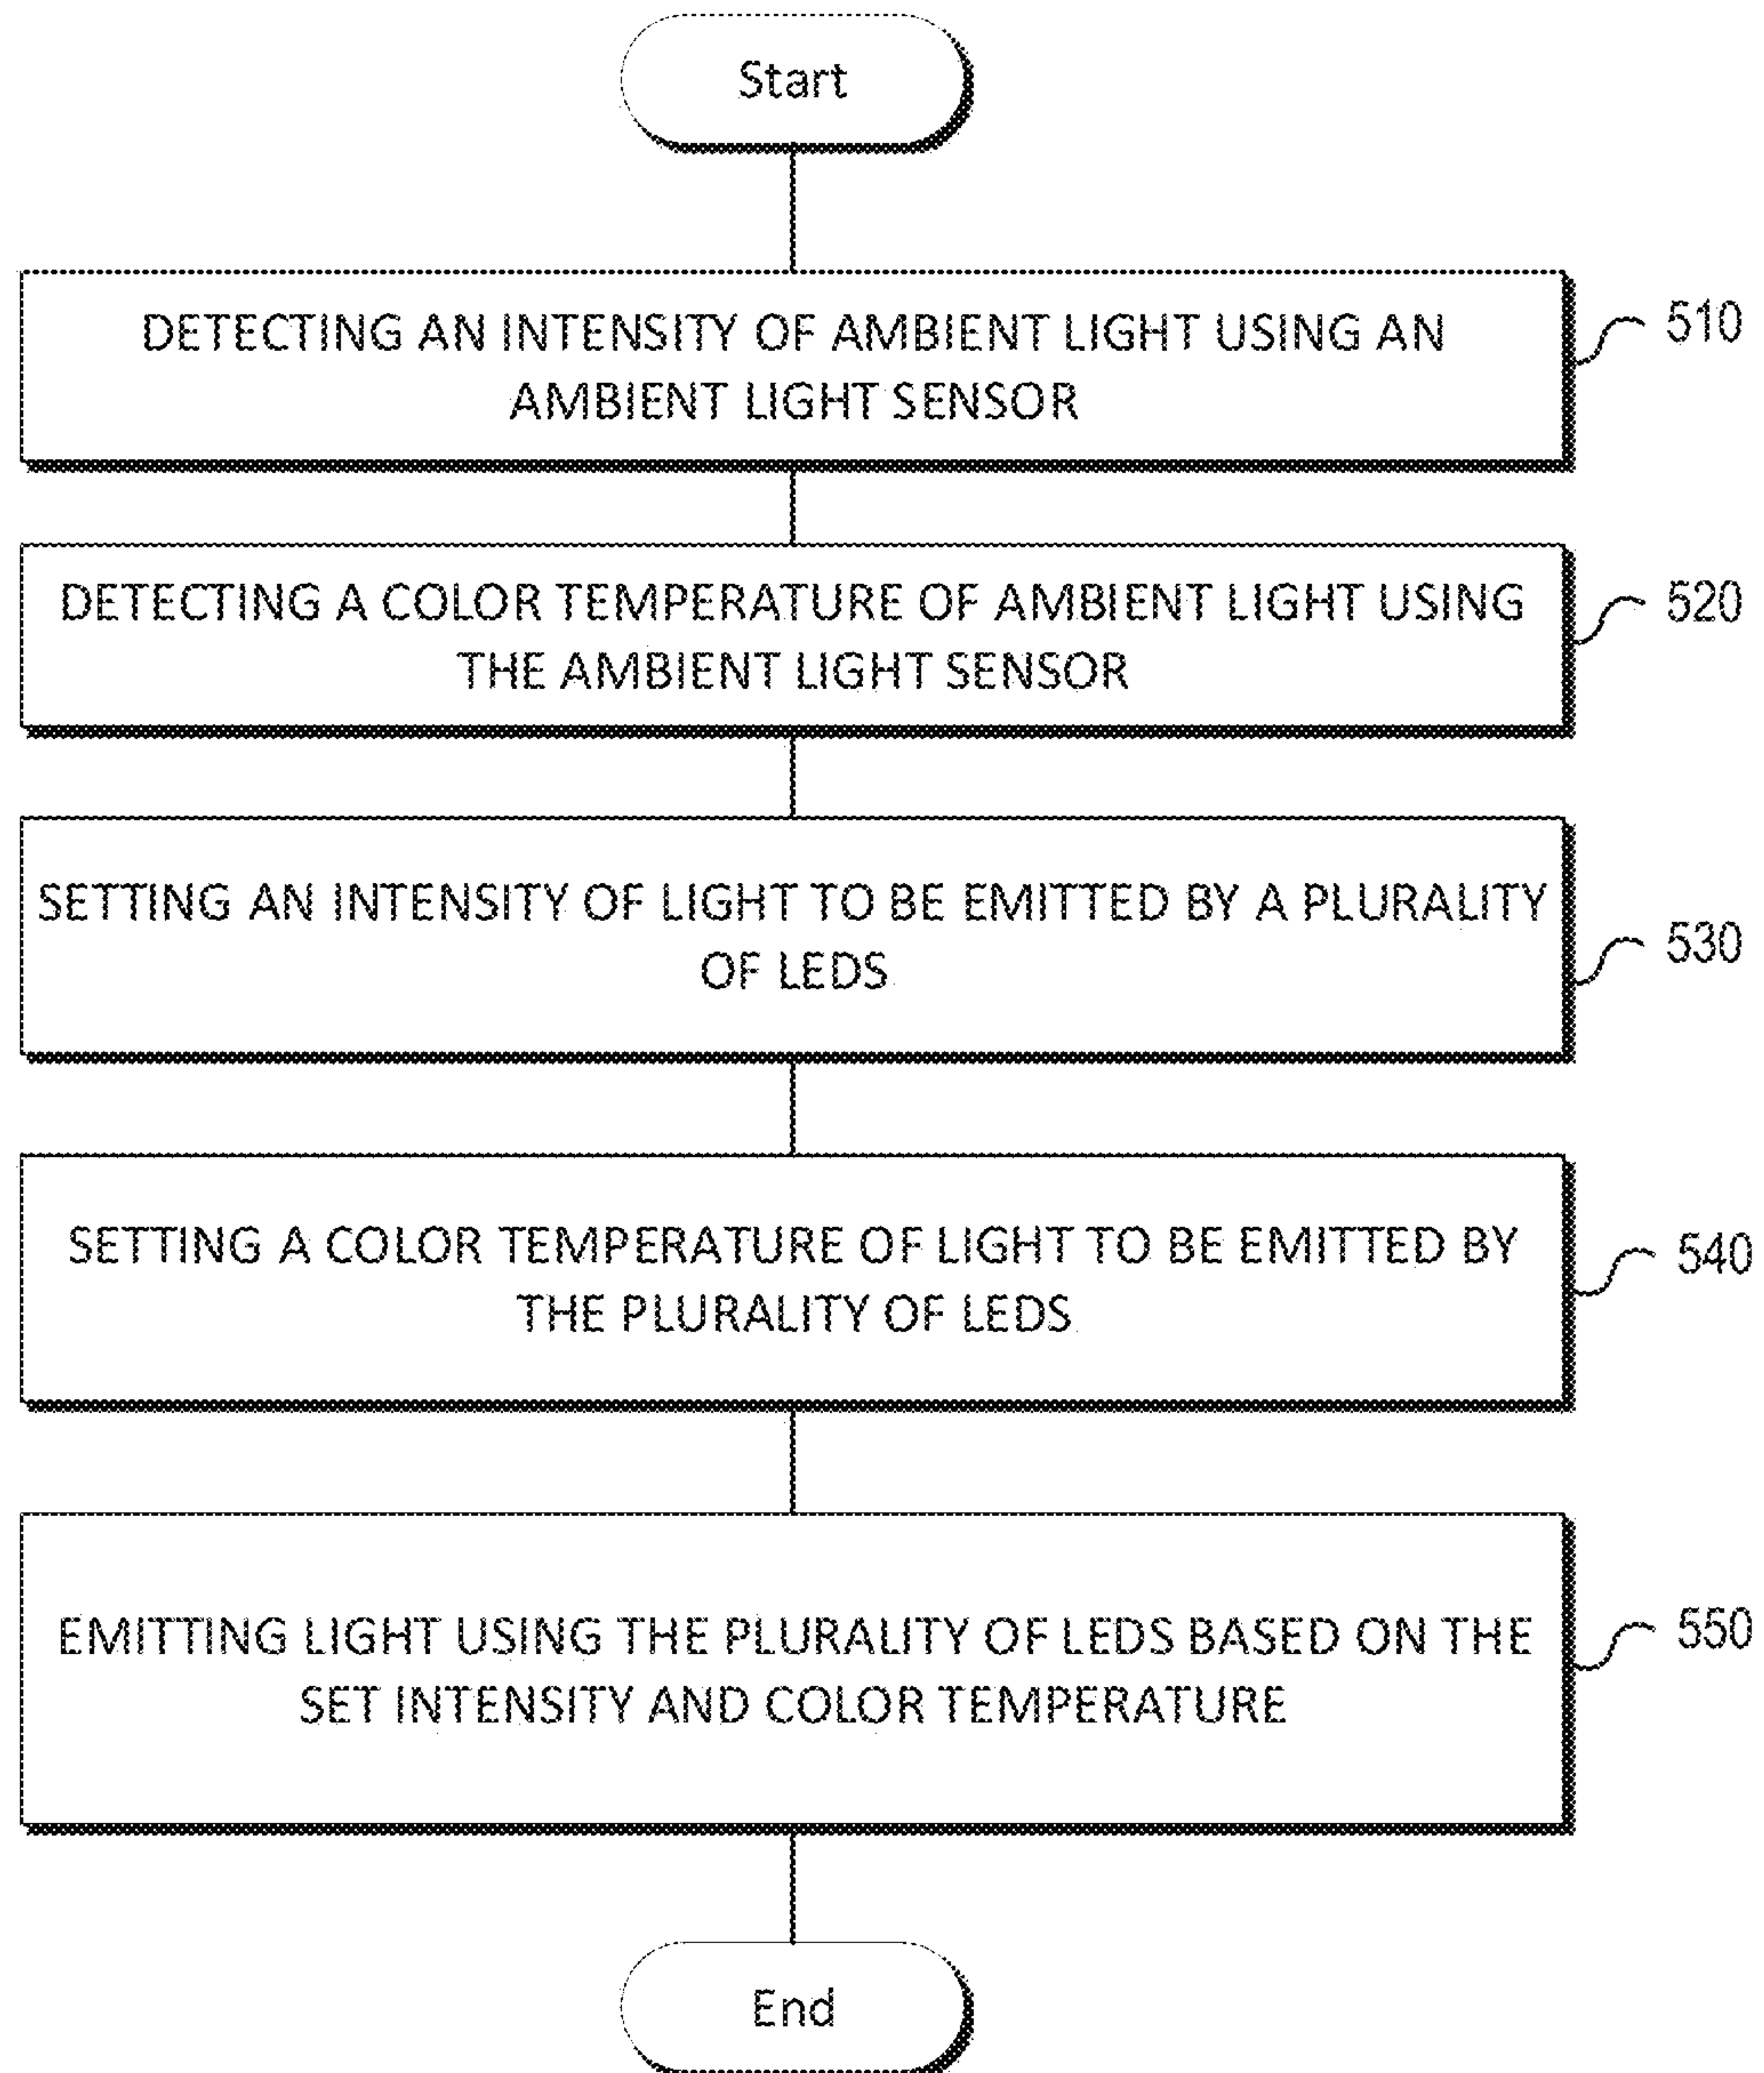 Start
DETECTING AN INTENSITY OF AMBIENT LIGHT USING AN
AMBIENT LIGHT SENSOR
510
DETECTING A COLOR TEMPERATURE OF AMBIENT LIGHT USING
THE AMBIENT LIGHT SENSOR
520
SETTING AN INTENSITY OF LIGHT TO BE EMITTED BY A PLURALITY
OF LEDS
530
SETTING A COLOR TEMPERATURE OF LIGHT TO BE EMITTED BY
THE PLURALITY OF LEDS
540
EMITTING LIGHT USING THE PLURALITY OF LEDS BASED ON THE
SET INTENSITY AND COLOR TEMPERATURE
550
End